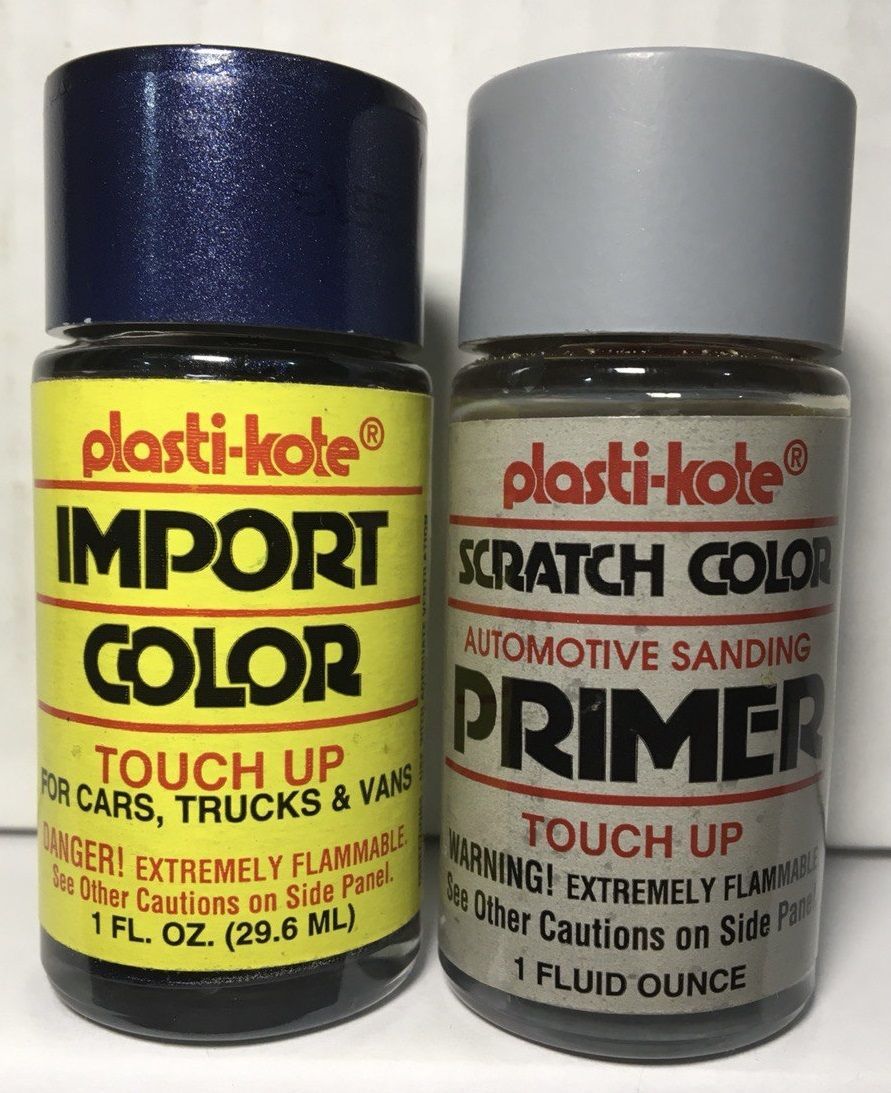 plasti-kote®
IMPORT
COLOR
TOUCH UP
FOR CARS, TRUCKS & VANS
DANGER! EXTREMELY FLAMMABLE.
See Other Cautions on Side Panel.
1 FL. OZ. (29.6 ML)
plasti-kote®
SCRATCH COLOR
AUTOMOTIVE SANDING
PRIMER
TOUCH UP
WARNING! EXTREMELY FLAMMABLE
See Other Cautions on Side Pane
1 FLUID OUNCE